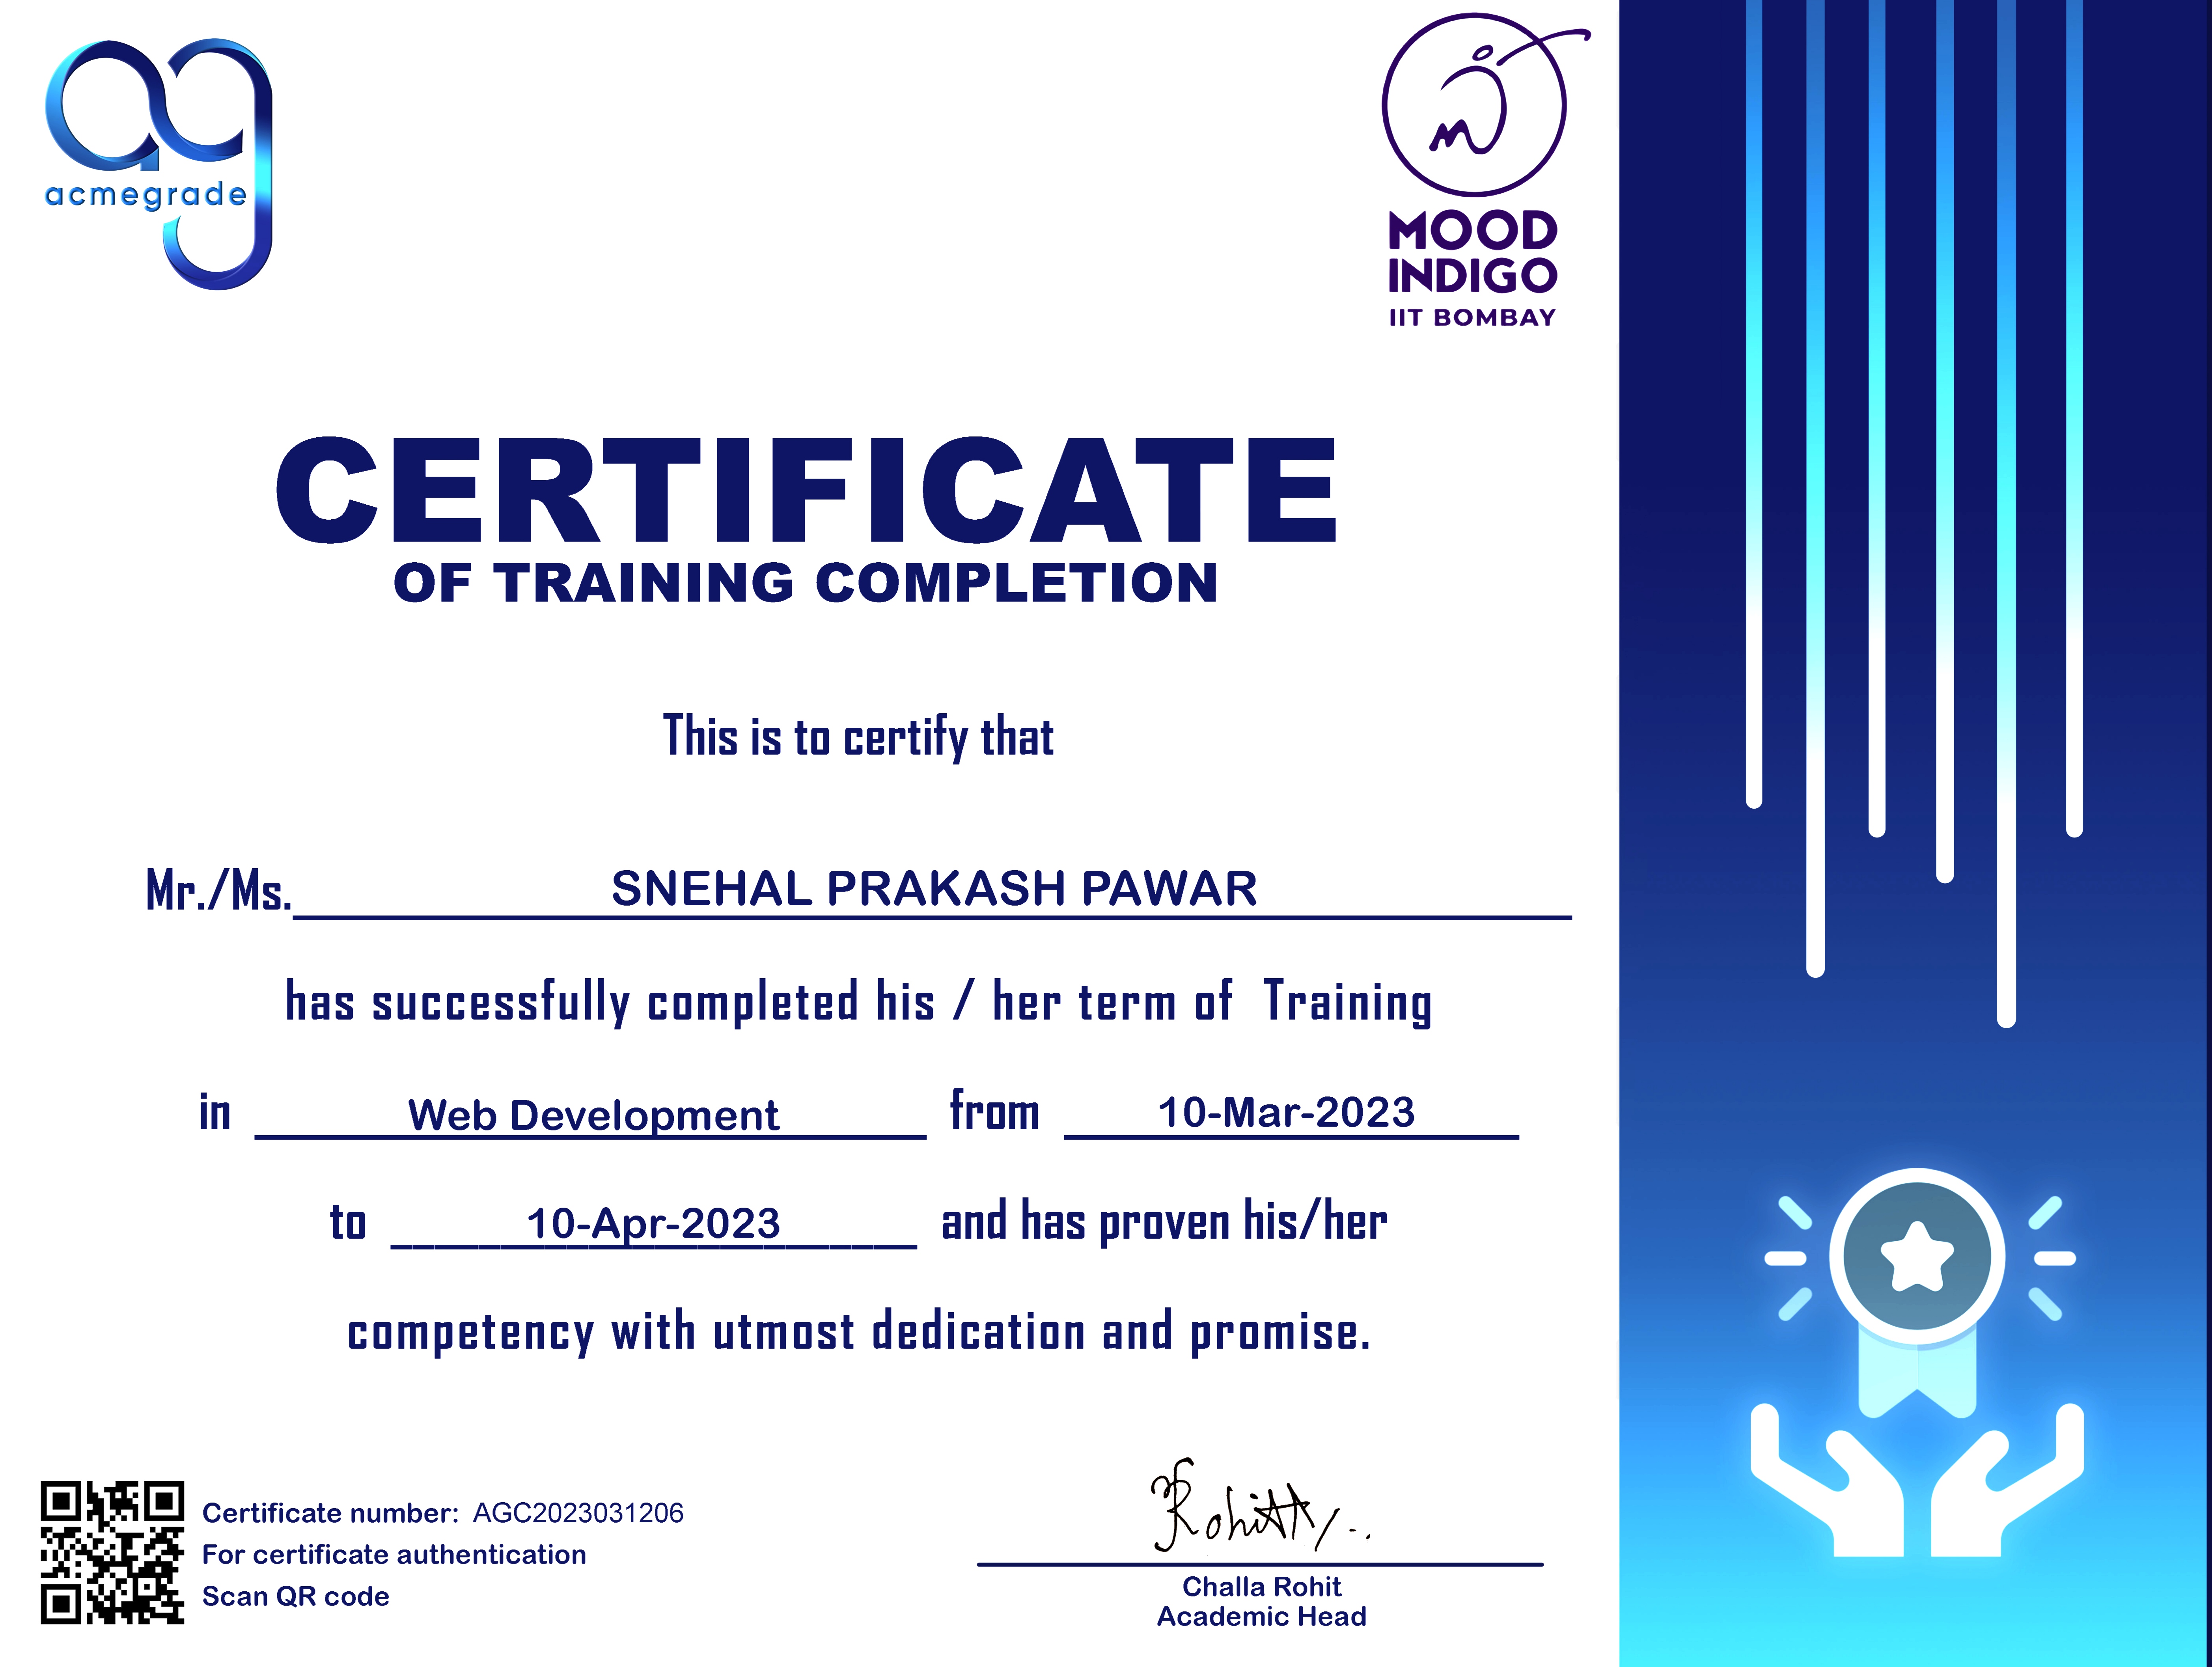 acmegrade
MOOD
INDIGO
IIT BOMBAY
CERTIFICATE
OF TRAINING COMPLETION
This is to certify that
Mr./Ms. SNEHAL PRAKASH PAWAR
has successfully completed his / her term of Training
in Web Development from 10-Mar-2023
to 10-Apr-2023 and has proven his/her
competency with utmost dedication and promise.
Certificate number: AGC2023031206
For certificate authentication
Scan QR code
Rohit
Challa Rohit
Academic Head